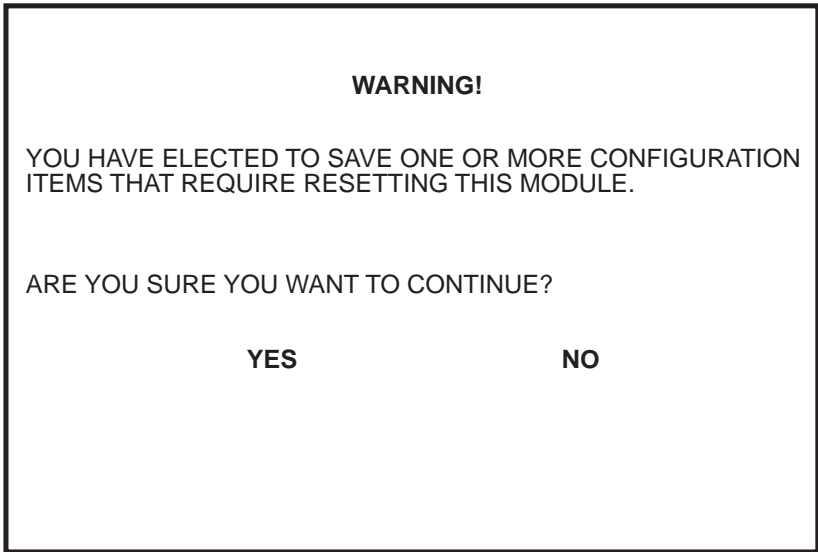 WARNING!
YOU HAVE ELECTED TO SAVE ONE OR MORE CONFIGURATION
ITEMS THAT REQUIRE RESETTING THIS MODULE.
ARE YOU SURE YOU WANT TO CONTINUE?
YES NO